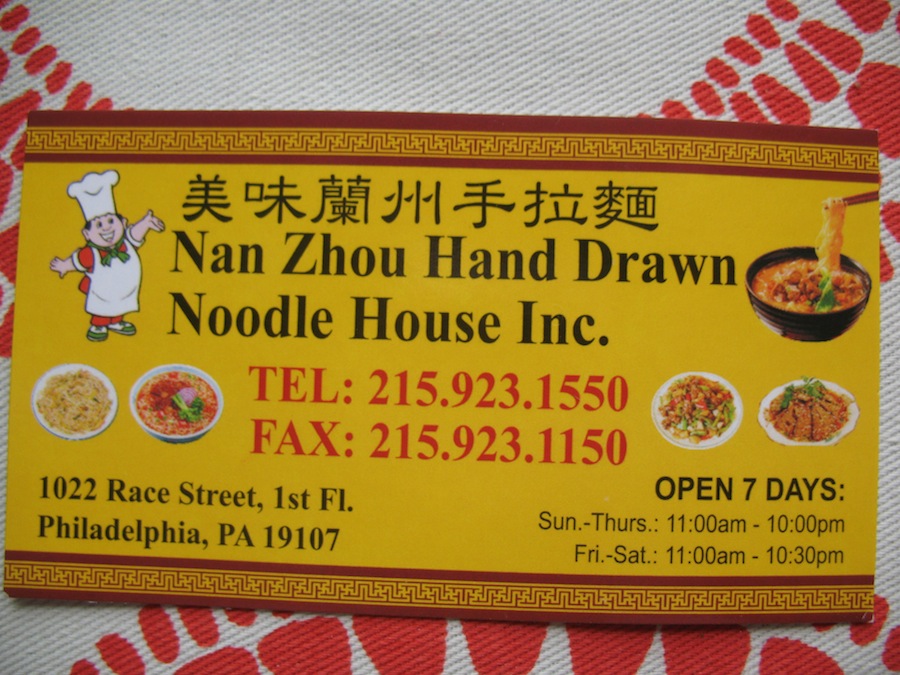 美味蘭州手拉麵
Nan Zhou Hand Drawn
Noodle House Inc.
TEL: 215.923.1550
FAX: 215.923.1150
1022 Race Street, 1st Fl.
Philadelphia, PA 19107
OPEN 7 DAYS:
Sun.-Thurs.: 11:00am - 10:00pm
Fri.-Sat.: 11:00am - 10:30pm